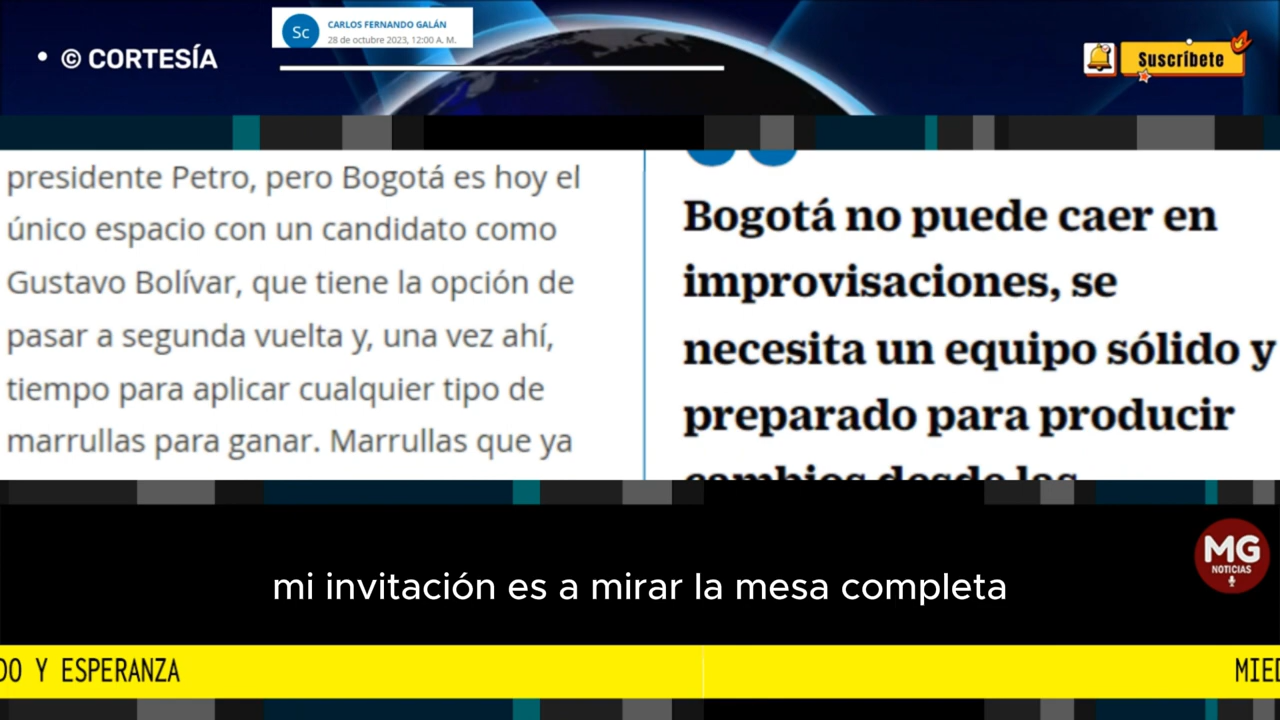 • © CORTESÍA
Sc
CARLOS FERNANDO GALÁN
28 de octubre 2023, 12:00 A. M.
Suscríbete
presidente Petro, pero Bogotá es hoy el
único espacio con un candidato como
Gustavo Bolívar, que tiene la opción de
pasar a segunda vuelta y, una vez ahí,
tiempo para aplicar cualquier tipo de
marrullas para ganar. Marrullas que ya
Bogotá no puede caer en
improvisaciones, se
necesita un equipo sólido y
preparado para producir
cambios desde las
MG
NOTICIAS
mi invitación es a mirar la mesa completa
DO Y ESPERANZA
MIED